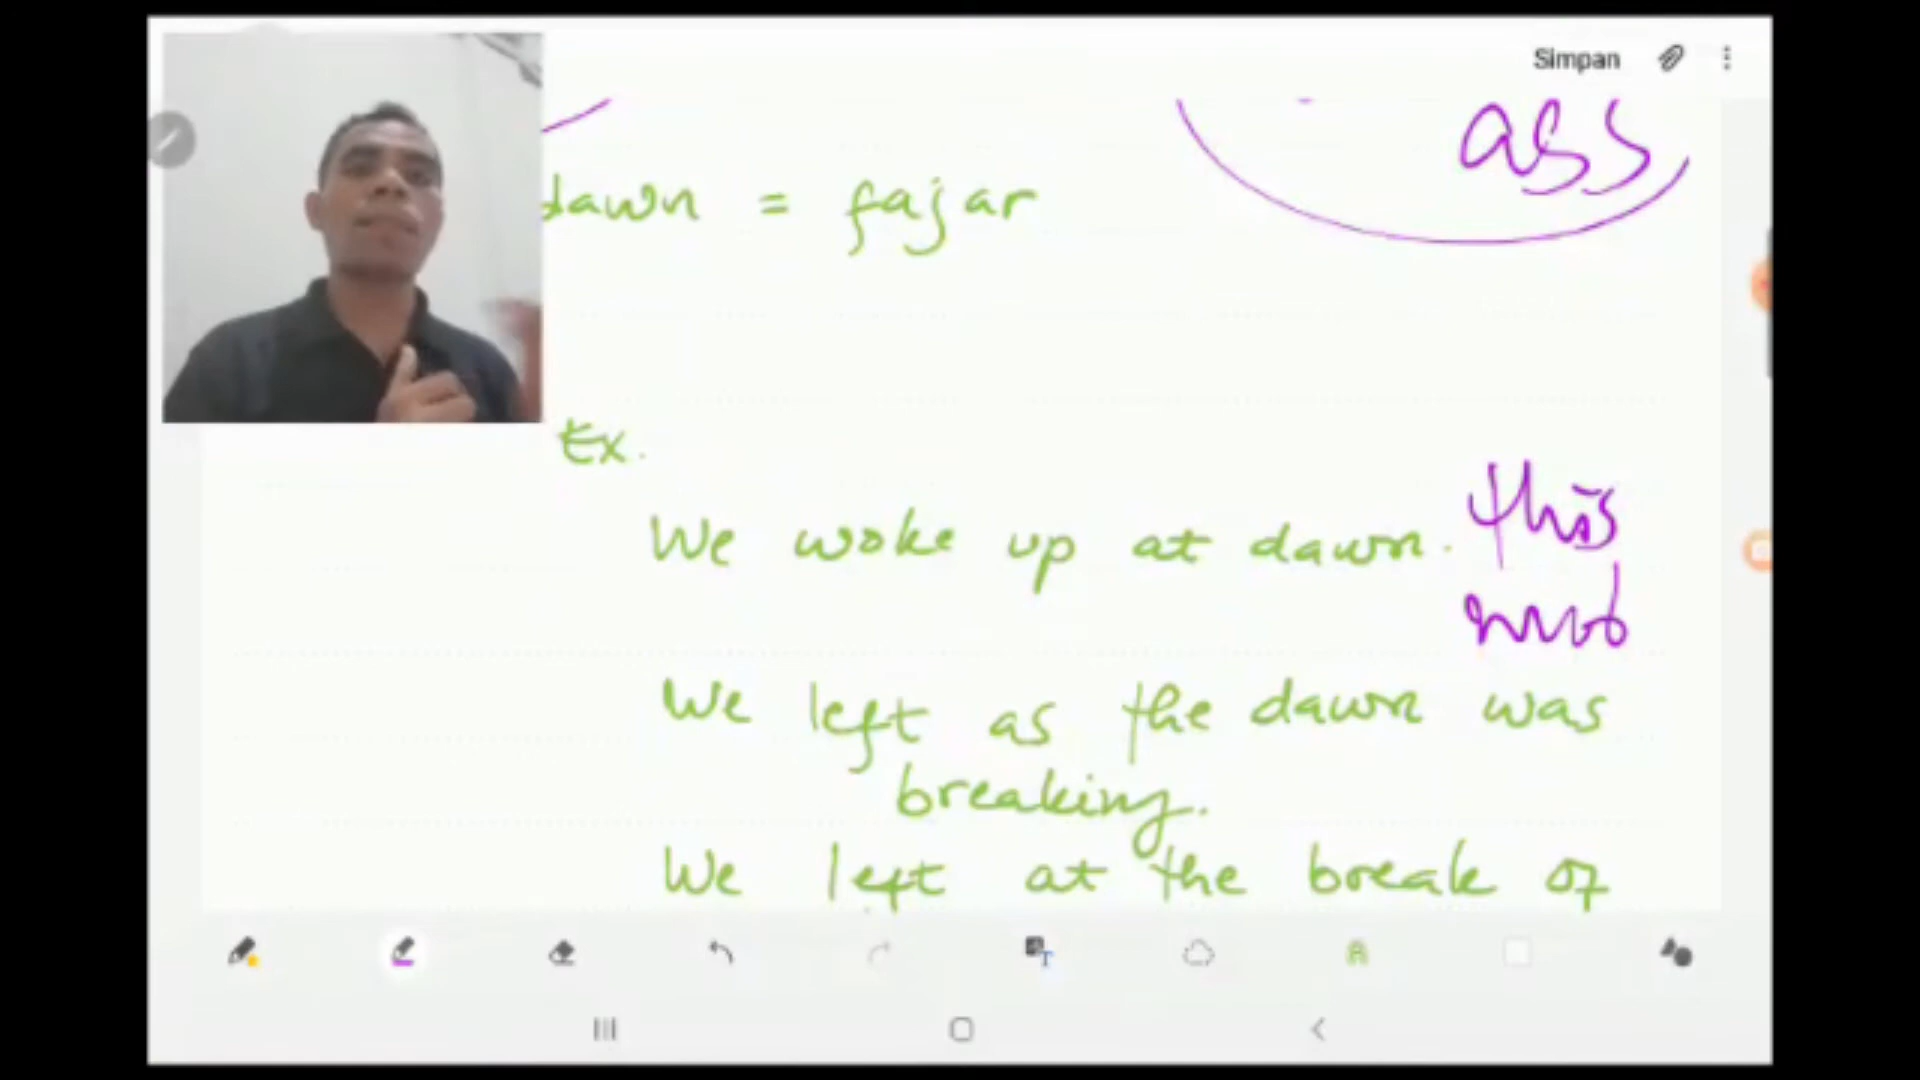 Simpan
ass
dawn = fajar
Ex.
We woke up at dawn. this
We left as the dawn was
breaking.
We left at the break of